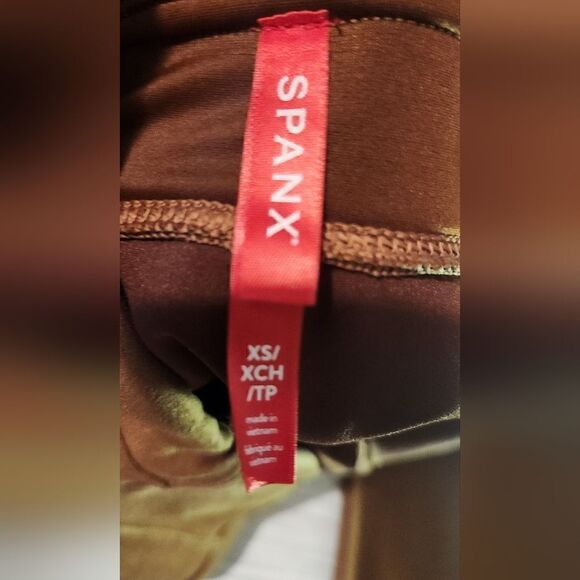 SPANX®
XS/
XCH
/TP
made in
vietnam
fabriqué au
vietnam